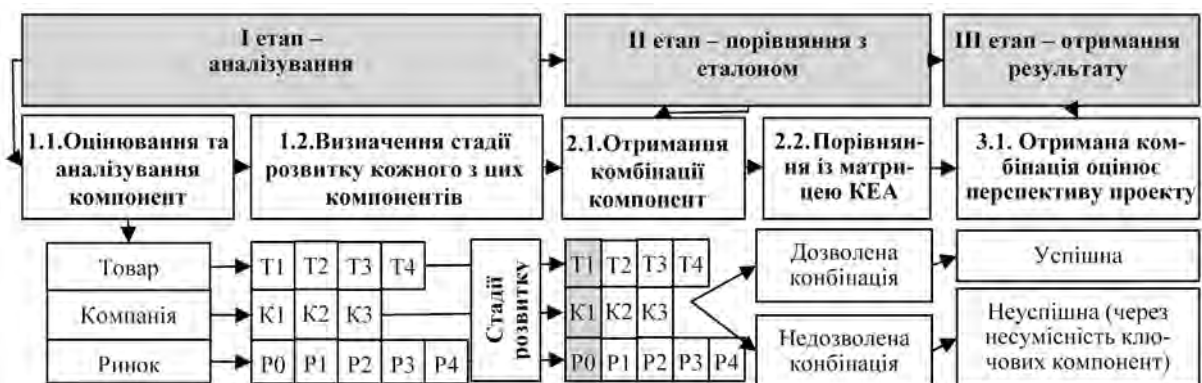 І етап –
аналізування
ІІ етап – порівняння з
еталоном
ІІІ етап – отримання
результату
1.1.Оцінювання та
аналізування
компонент
1.2.Визначення стадії
розвитку кожного з цих
компонентів
2.1.Отримання
комбінації
компонент
2.2.Порівнян-
ня із матри-
цею КЕА
3.1. Отримана ком-
бінація оцінює
перспективу проекту
Товар
Т1 Т2 Т3 Т4
Компанія
К1 К2 К3
Ринок
Р0 Р1 Р2 Р3 Р4
Стадії
розвитку
Т1 Т2 Т3 Т4
К1 К2 К3
Р0 Р1 Р2 Р3 Р4
Дозволена
комбінація
Недозволена
комбінація
Успішна
Неуспішна (через
несумісність клю-
чових компонент)